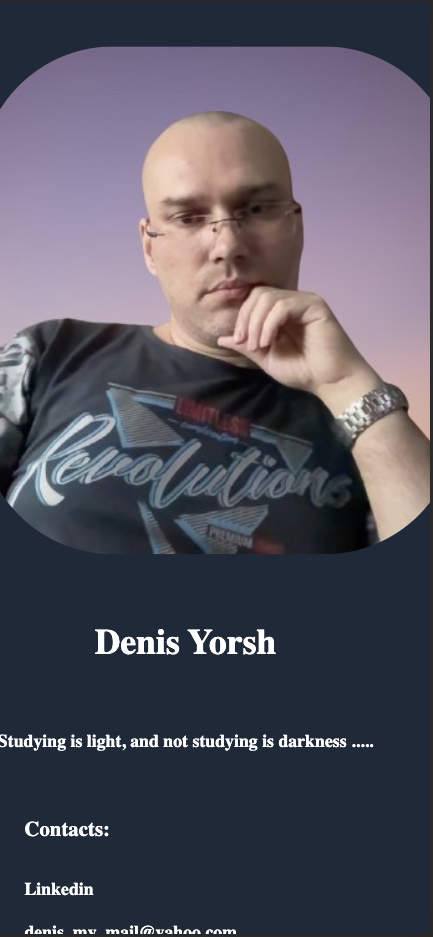 LIMITLESS
Revolutions
PREMIUM
Denis Yorsh
Studying is light, and not studying is darkness .....
Contacts:
Linkedin
denis_my_mail@yahoo.com